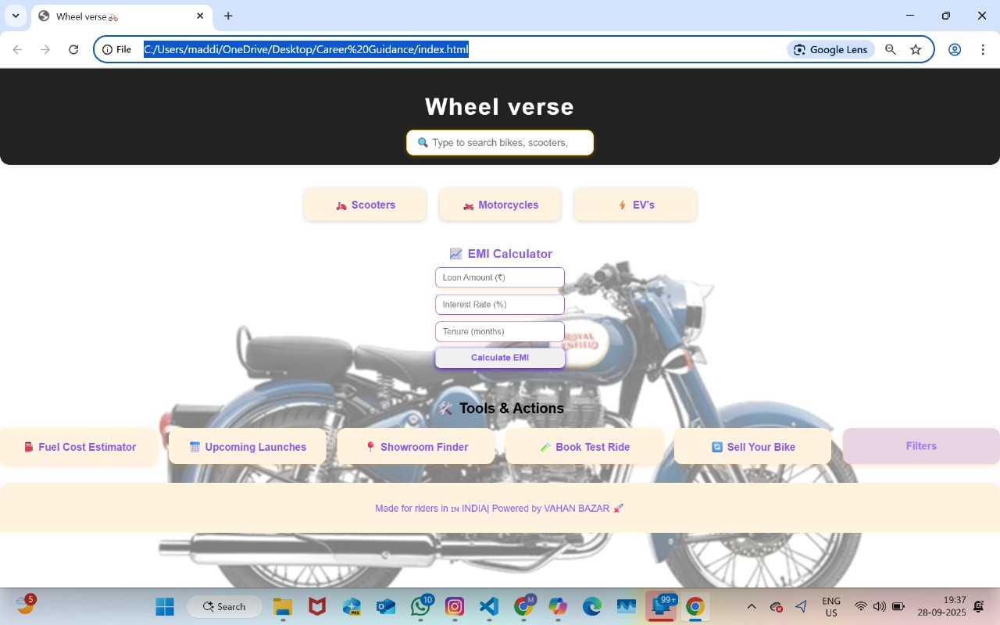 Wheel verse
File
C:/Users/maddi/OneDrive/Desktop/Career%20Guidance/index.html
Google Lens
Wheel verse
Type to search bikes, scooters,
Scooters
Motorcycles
EV's
EMI Calculator
Loan Amount (₹)
Interest Rate (%)
ROYAL
ENFIELD
Tenure (months)
Calculate EMI
Tools & Actions
Fuel Cost Estimator
Upcoming Launches
Showroom Finder
Book Test Ride
Sell Your Bike
Filters
Made for riders in ɪɴ INDIA| Powered by VAHAN BAZAR
5
Search
PRE
10
M
99+
ENG
US
19:37
28-09-2025